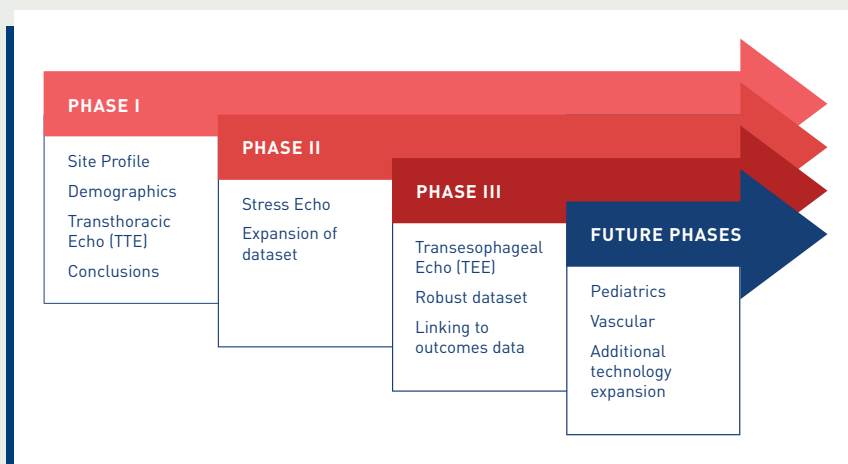 PHASE I
Site Profile
Demographics
Transthoracic
Echo (TTE)
Conclusions
PHASE II
Stress Echo
Expansion of
dataset
PHASE III
Transesophageal
Echo (TEE)
Robust dataset
Linking to
outcomes data
FUTURE PHASES
Pediatrics
Vascular
Additional
technology
expansion